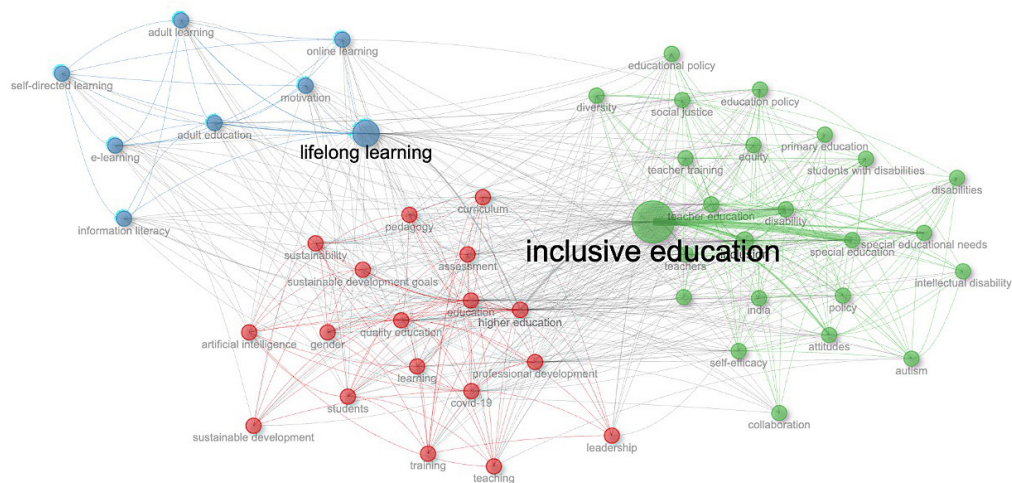 adult learning
online learning
self-directed learning
motivation
adult education
e-learning
lifelong learning
information literacy
educational policy
diversity
social justice
education policy
primary education
equity
teacher training
students with disabilities
disabilities
teacher education
disability
inclusive education
special education
special educational needs
teachers
intellectual disability
india
policy
attitudes
self-efficacy
autism
collaboration
curriculum
pedagogy
sustainability
assessment
sustainable development goals
education
higher education
quality education
artificial intelligence
gender
learning
professional development
students
covid-19
sustainable development
leadership
training
teaching